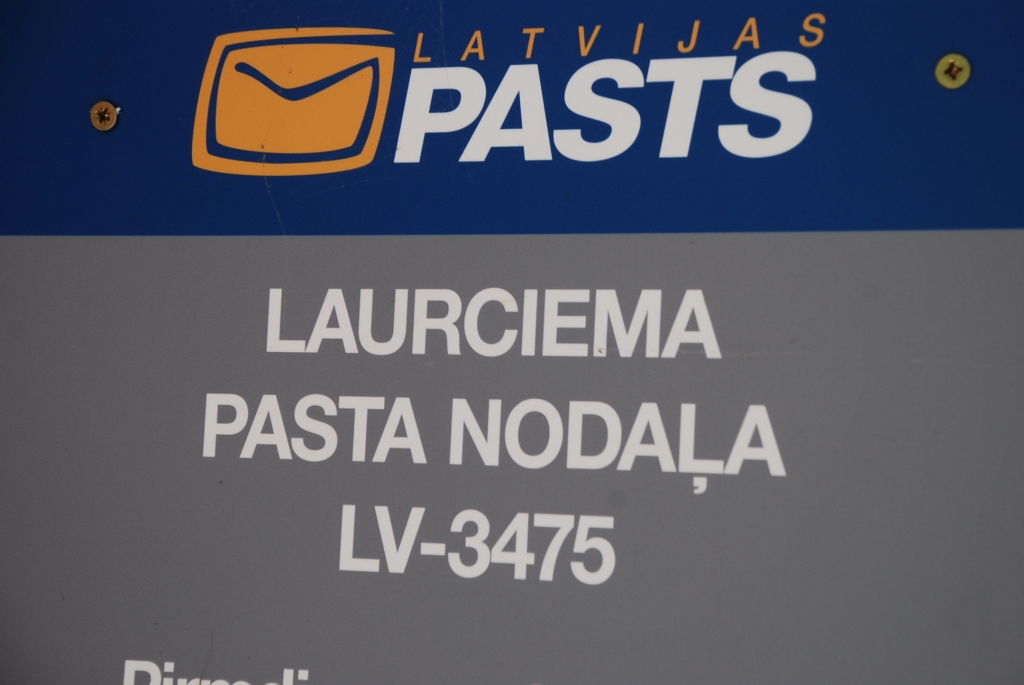 LATVIJAS
PASTS
LAURCIEMA
PASTA NODAĻA
LV-3475